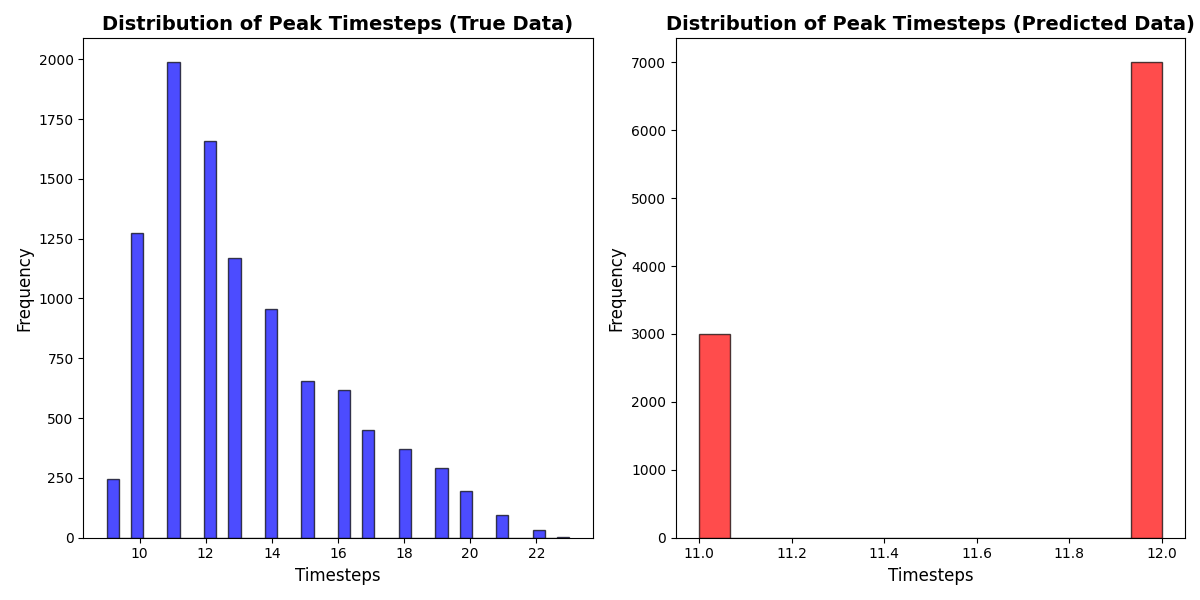 Distribution of Peak Timesteps (True Data)
2000
1750
1500
1250
1000
750
500
250
0
10 12 14 16 18 20 22
Frequency
Timesteps
Distribution of Peak Timesteps (Predicted Data)
7000
6000
5000
4000
3000
2000
1000
0
11.0 11.2 11.4 11.6 11.8 12.0
Frequency
Timesteps